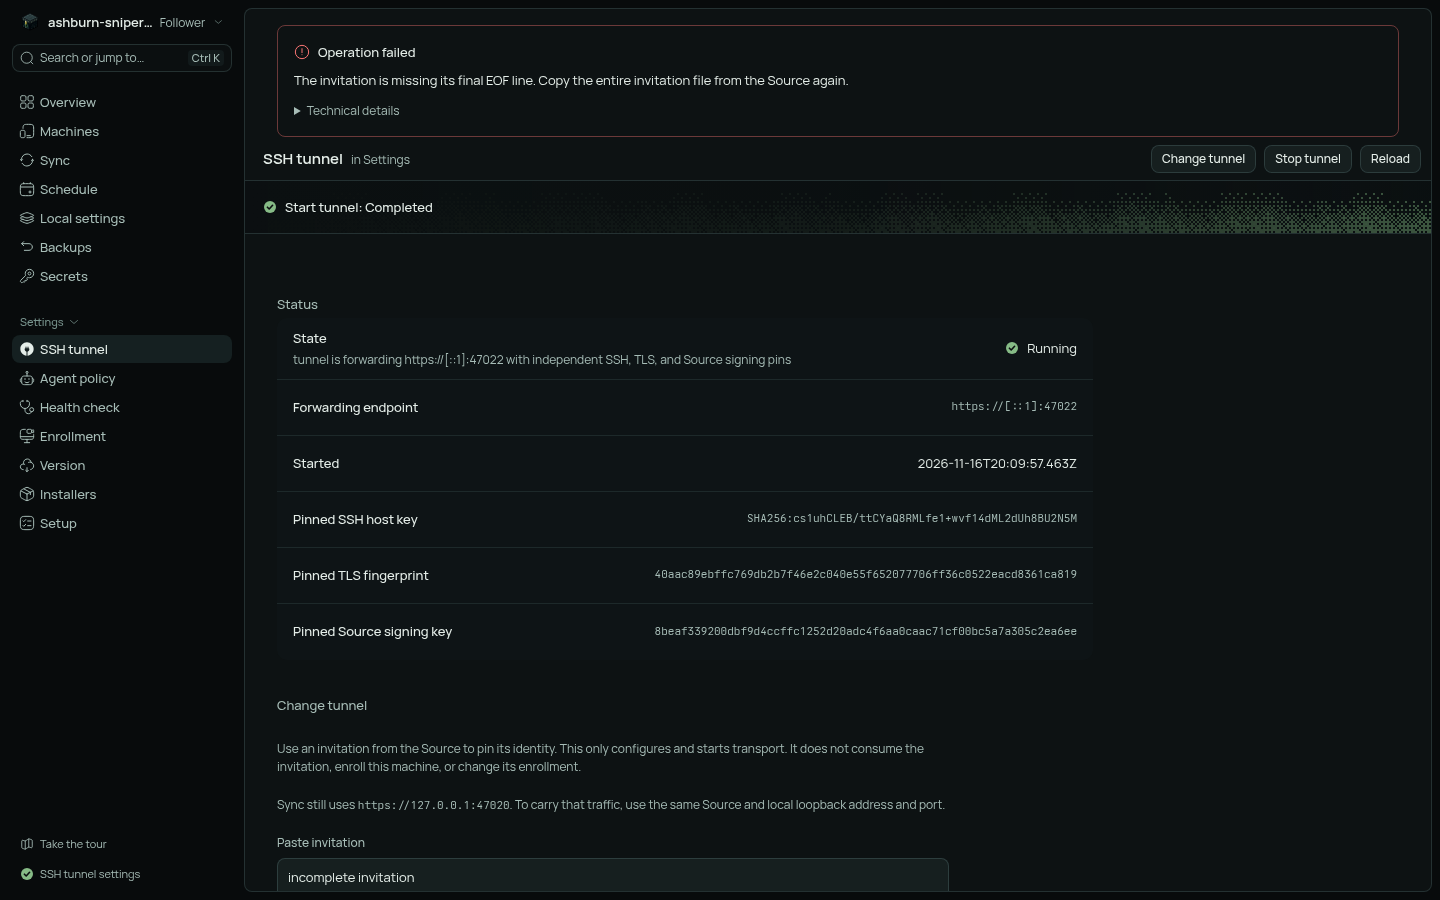 ashburn-sniper... Follower
Search or jump to... Ctrl K
Overview
Machines
Sync
Schedule
Local settings
Backups
Secrets
Settings
SSH tunnel
Agent policy
Health check
Enrollment
Version
Installers
Setup
Take the tour
SSH tunnel settings
Operation failed
The invitation is missing its final EOF line. Copy the entire invitation file from the Source again.
Technical details
SSH tunnel in Settings
Change tunnel Stop tunnel Reload
Start tunnel: Completed
Status
State
tunnel is forwarding https://[::1]:47022 with independent SSH, TLS, and Source signing pins
Running
Forwarding endpoint https://[::1]:47022
Started 2026-11-16T20:09:57.463Z
Pinned SSH host key SHA256:cs1uhCLEB/ttCYaQ8RMLfe1+wvf14dML2dUh8BU2N5M
Pinned TLS fingerprint 40aac89ebffc769db2b7f46e2c040e55f652077706ff36c0522eacd8361ca819
Pinned Source signing key 8beaf339200dbf9d4ccffc1252d20adc4f6aa0caac71cf00bc5a7a305c2ea6ee
Change tunnel
Use an invitation from the Source to pin its identity. This only configures and starts transport. It does not consume the
invitation, enroll this machine, or change its enrollment.
Sync still uses https://127.0.0.1:47020. To carry that traffic, use the same Source and local loopback address and port.
Paste invitation
incomplete invitation